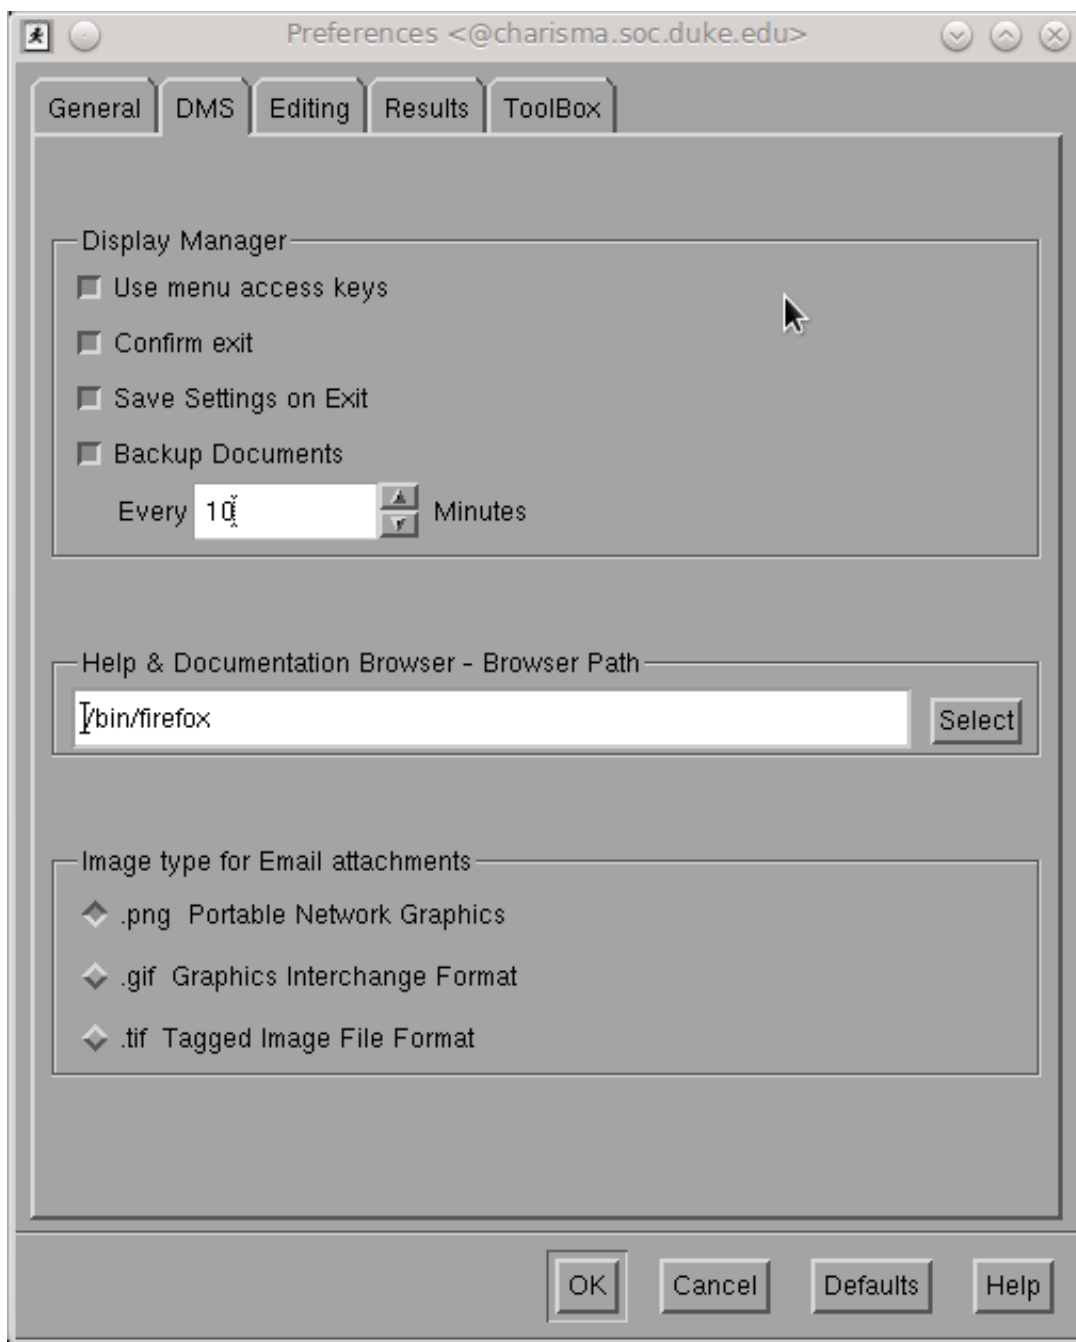 Preferences <@charisma.soc.duke.edu>
General DMS Editing Results ToolBox
Display Manager
Use menu access keys
Confirm exit
Save Settings on Exit
Backup Documents
Every 10 Minutes
Help & Documentation Browser - Browser Path
/bin/firefox Select
Image type for Email attachments
.png Portable Network Graphics
.gif Graphics Interchange Format
.tif Tagged Image File Format
OK Cancel Defaults Help